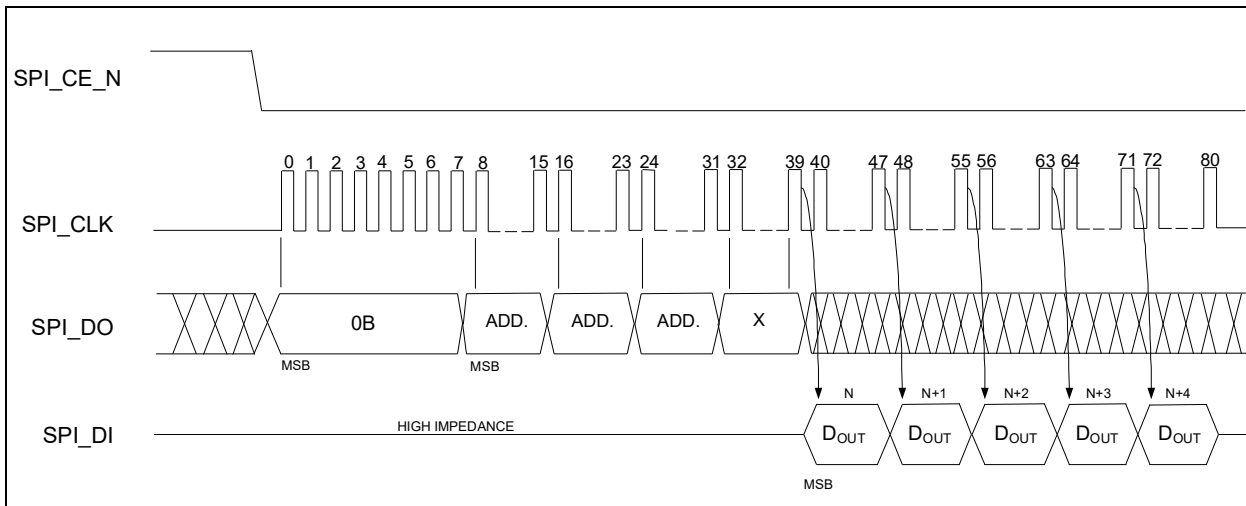 SPI_CE_N
0 1 2 3 4 5 6 7 8 15 16 23 24 31 32 39 40 47 48 55 56 63 64 71 72 80
SPI_CLK
SPI_DO
0B ADD. ADD. ADD. X
MSB MSB
N N+1 N+2 N+3 N+4
SPI_DI
HIGH IMPEDANCE
DOUT DOUT DOUT DOUT DOUT
MSB